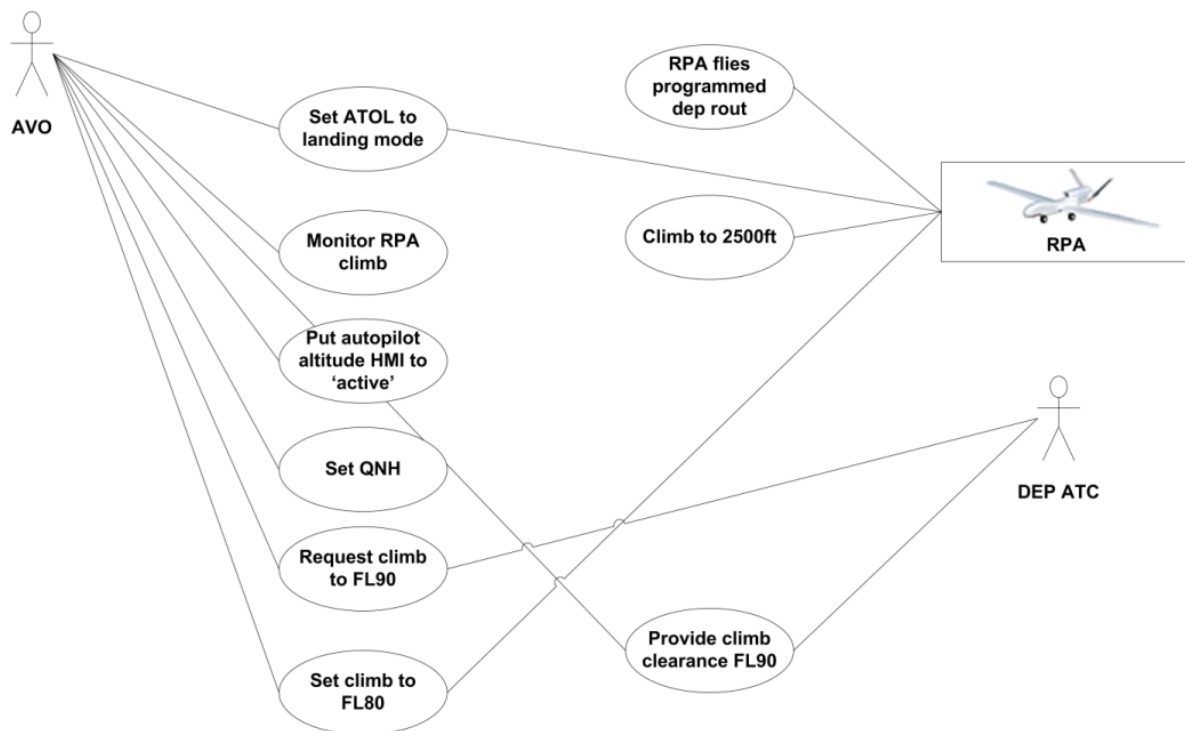 AVO
Set ATOL to
landing mode
Monitor RPA
climb
Put autopilot
altitude HMI to
‘active’
Set QNH
Request climb
to FL90
Set climb to
FL80
RPA flies
programmed
dep rout
Climb to 2500ft
Provide climb
clearance FL90
RPA
DEP ATC